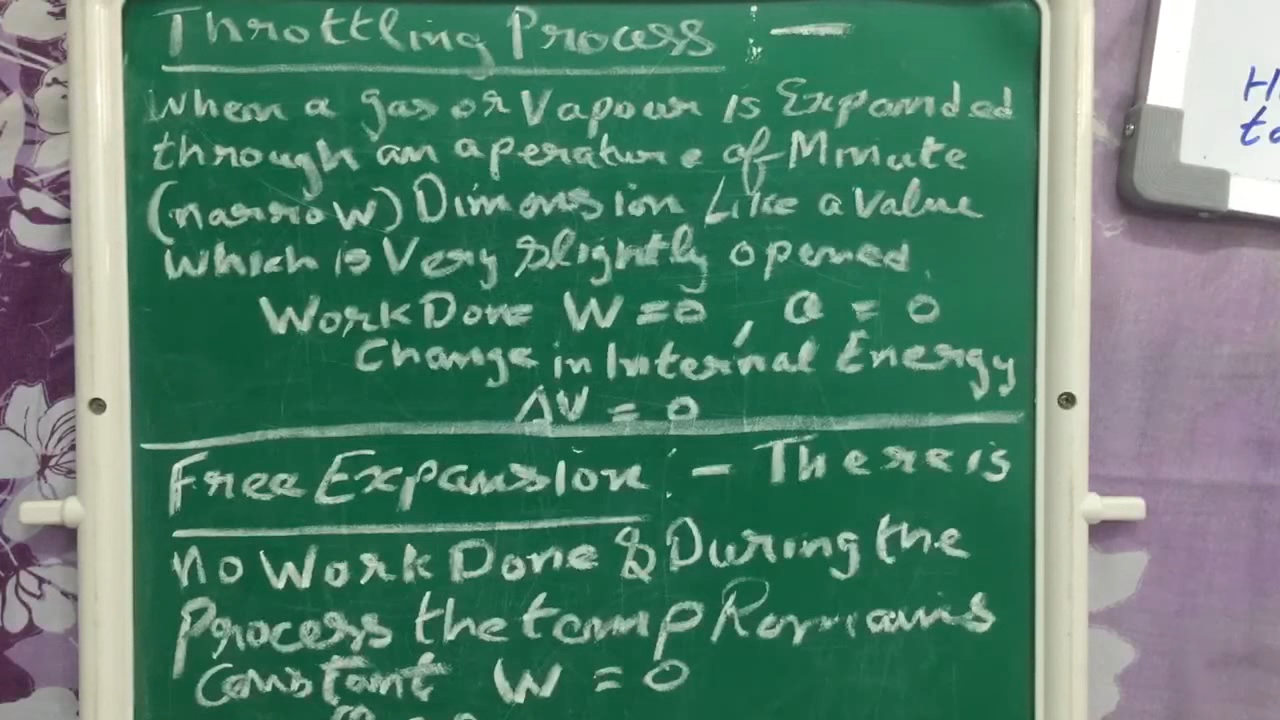 Throttling Process : —
When a gas or Vapour is Expanded
through an aperature of Minute
(narrow) Dimension Like a Value
which is Very slightly opened
Work Done W = 0 , Q = 0
Change in Internal Energy
ΔU = 0
Free Expansion : - There is
no Work Done & During the
Process the temp Remains
Constant W = 0
H
to